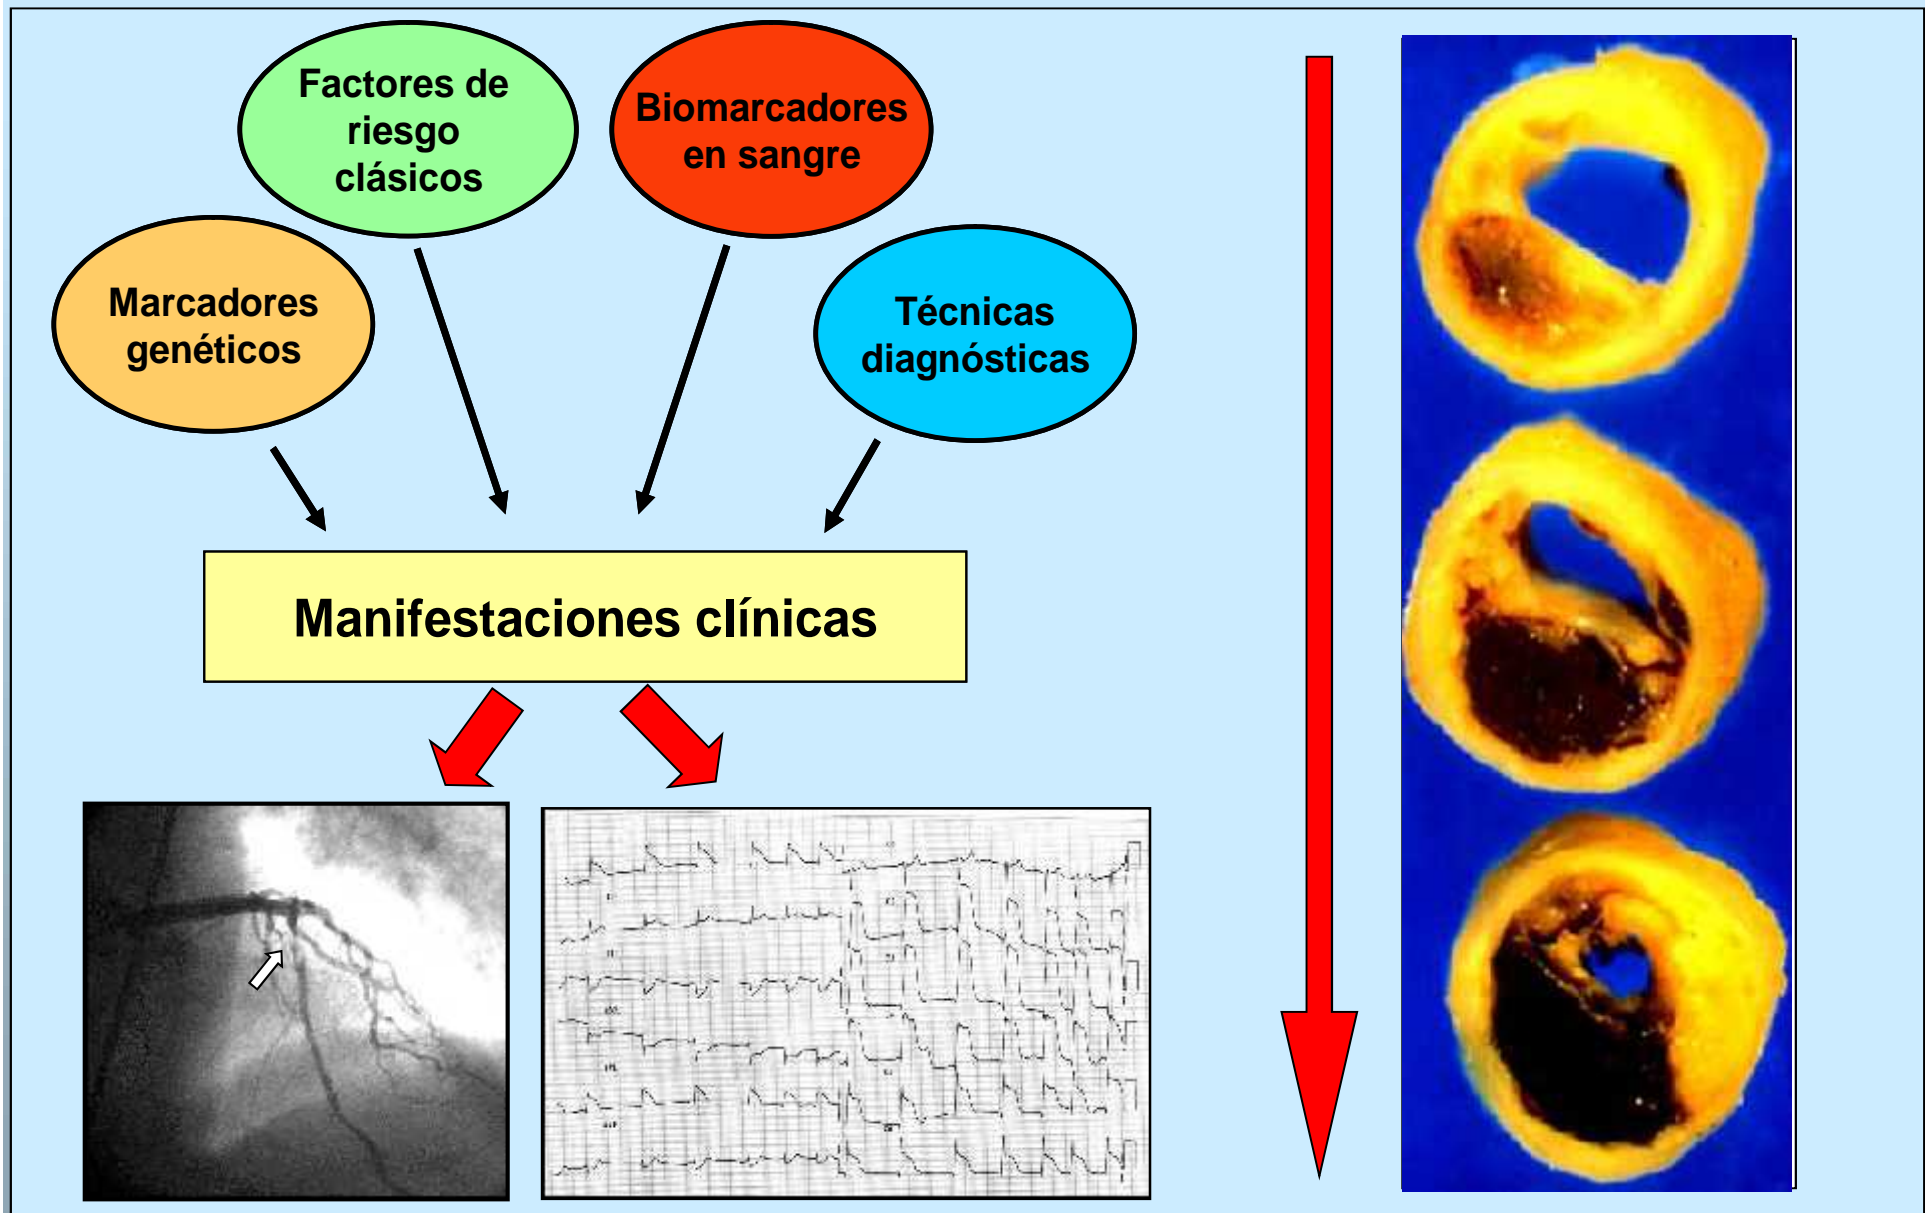 Factores de
riesgo
clásicos
Biomarcadores
en sangre
Marcadores
genéticos
Técnicas
diagnósticas
Manifestaciones clínicas